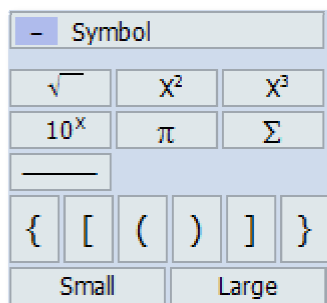 – Symbol
√ X² X³
10ˣ π Σ
{ [ ( ) ] }
Small Large